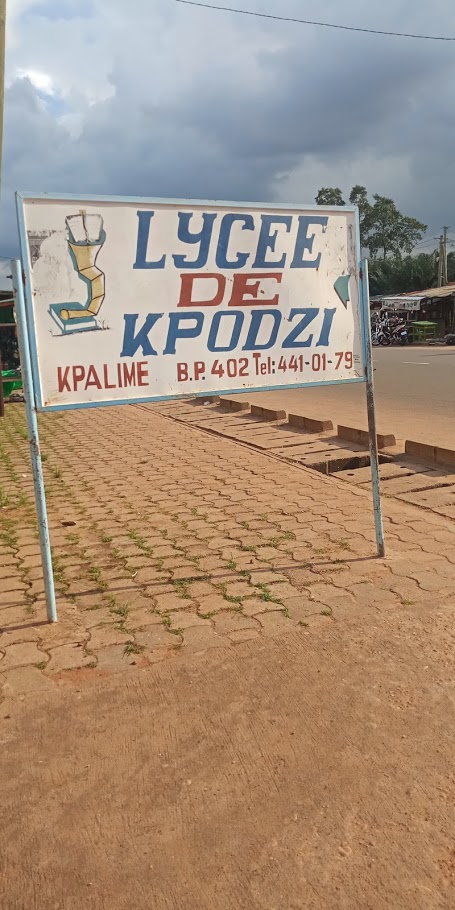 LYCEE
DE
KPODZI
KPALIME B.P. 402 Tel:441-01-79